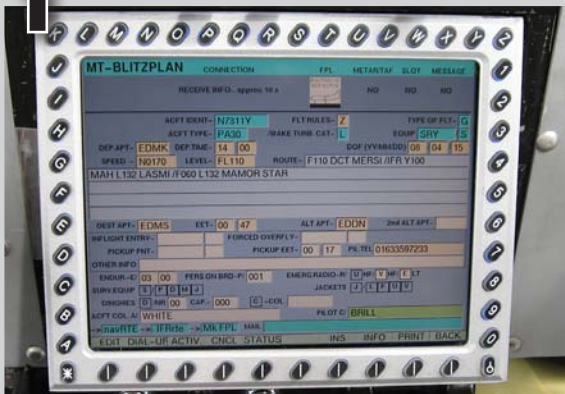 K L M N O P Q R S T U V W X Y Z
J I H G F E D C B A
1 2 3 4 5 6 7 8 9 0
MT-BLITZPLAN CONNECTION FPL METAR/TAF SLOT MESSAGE
RECEIVE INFO.. approx 10 s NO NO NO
ACFT IDENT- N7311Y FLT RULES- Z TYPE OF FLT- G
ACFT TYPE- PA30 /WAKE TURB. CAT- L EQUIP SRY / S
DEP.APT- EDMK DEP.TIME- 14 00 DOF (YY/MM/DD) 08 04 15
SPEED - N0170 LEVEL- FL110 ROUTE- F110 DCT MERSI /IFR Y100
MAH L132 LASMI /F060 L132 MAMOR STAR
DEST APT- EDMS EET- 00 47 ALT APT- EDDN 2nd ALT APT-
INFLIGHT ENTRY- FORCED OVERFLY-
PICKUP PNT- PICKUP EET- 00 17 PIL.TEL 01633597233
OTHER INFO
ENDUR-E/ 03 00 PERS ON BRD-P/ 001 EMERG RADIO-R/ U HF- V HF- E LT
SURV.EQUIP S P D M J JACKETS J L F U V
DINGHIES D NR 00 CAP.- 000 C -COL
ACFT COL A/ WHITE PILOT C/ BRILL
->navRTE -> IFRrte ->Mk FPL MAIL
EDIT DIAL-UP ACTIV. CNCL STATUS INS INFO PRINT BACK